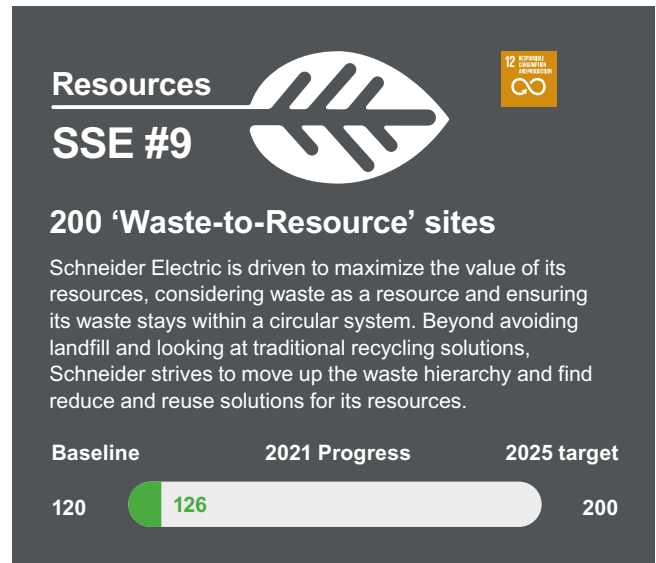 Resources
SSE #9
12 RESPONSIBLE
CONSUMPTION
AND PRODUCTION
200 ‘Waste-to-Resource’ sites
Schneider Electric is driven to maximize the value of its
resources, considering waste as a resource and ensuring
its waste stays within a circular system. Beyond avoiding
landfill and looking at traditional recycling solutions,
Schneider strives to move up the waste hierarchy and find
reduce and reuse solutions for its resources.
Baseline 2021 Progress 2025 target
120 126 200